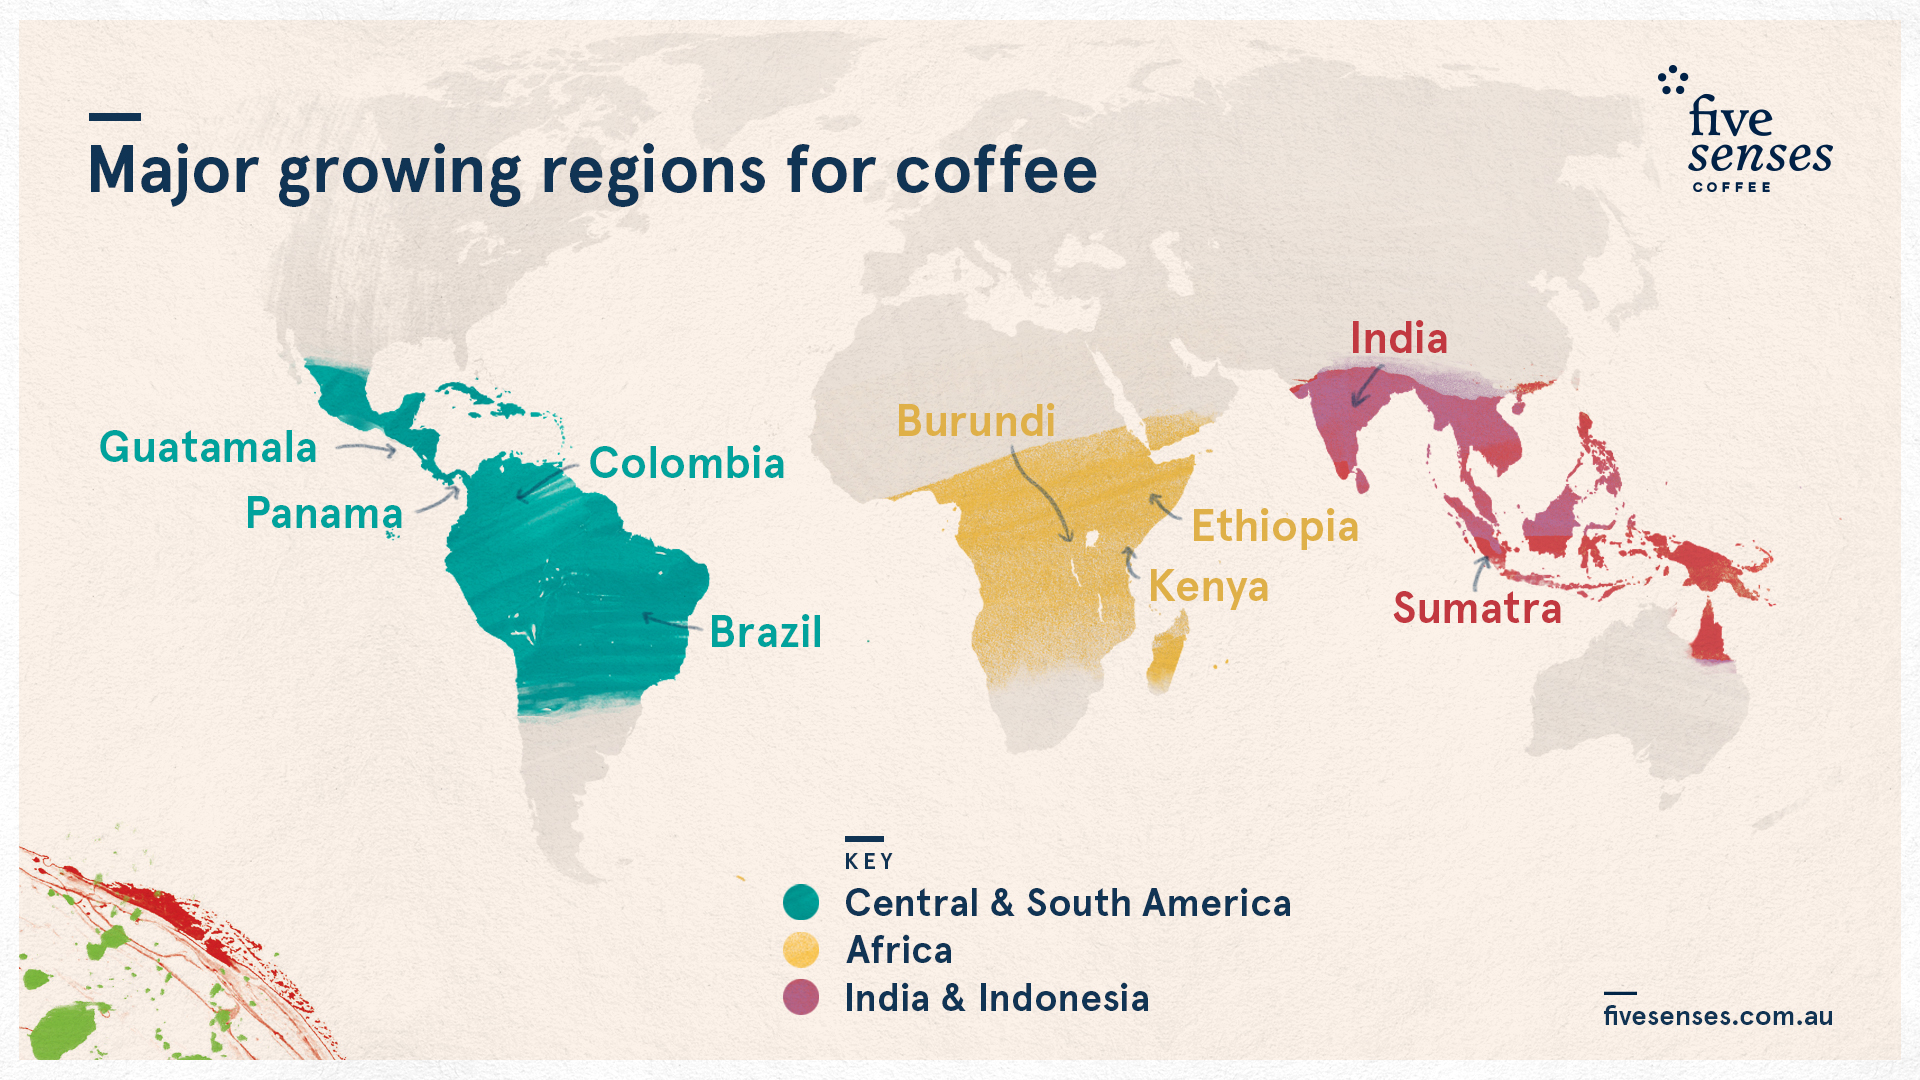 five
senses
COFFEE
Major growing regions for coffee
India
Burundi
Guatamala
Colombia
Panama
Ethiopia
Kenya
Sumatra
Brazil
KEY
Central & South America
Africa
India & Indonesia
fivesenses.com.au